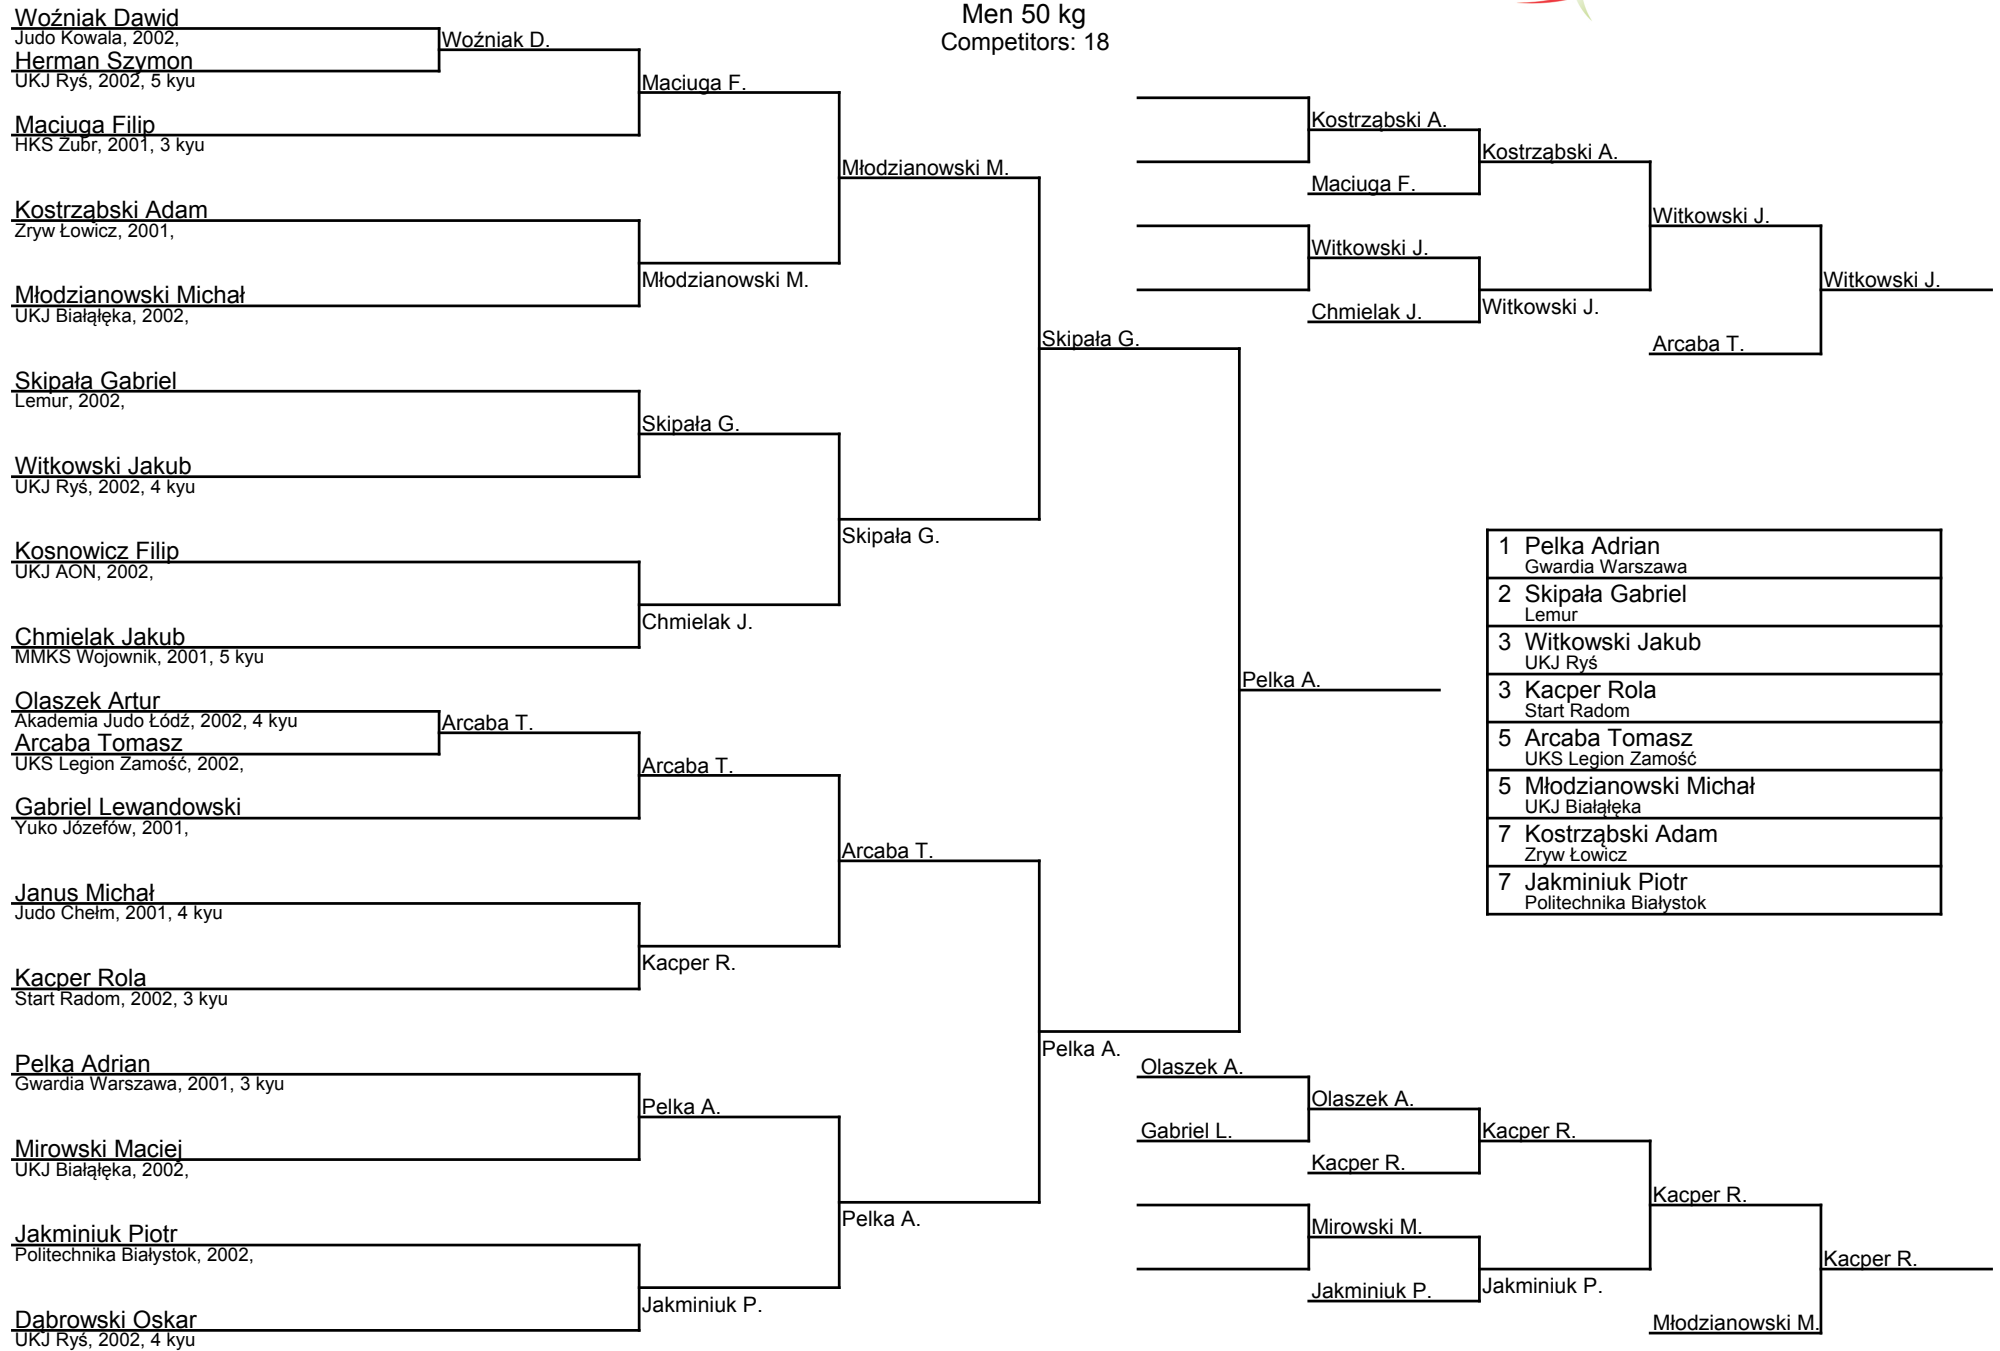 Men 50 kg
Competitors: 18
Woźniak Dawid
Judo Kowala, 2002,
Herman Szymon
UKJ Ryś, 2002, 5 kyu
Maciuga Filip
HKS Żubr, 2001, 3 kyu
Kostrząbski Adam
Zryw Łowicz, 2001,
Młodzianowski Michał
UKJ Białąłęka, 2002,
Skipała Gabriel
Lemur, 2002,
Witkowski Jakub
UKJ Ryś, 2002, 4 kyu
Kosnowicz Filip
UKJ AON, 2002,
Chmielak Jakub
MMKS Wojownik, 2001, 5 kyu
Olaszek Artur
Akademia Judo Łódź, 2002, 4 kyu
Arcaba Tomasz
UKS Legion Zamość, 2002,
Gabriel Lewandowski
Yuko Józefów, 2001,
Janus Michał
Judo Chełm, 2001, 4 kyu
Kacper Rola
Start Radom, 2002, 3 kyu
Pelka Adrian
Gwardia Warszawa, 2001, 3 kyu
Mirowski Maciej
UKJ Białąłęka, 2002,
Jakminiuk Piotr
Politechnika Białystok, 2002,
Dąbrowski Oskar
UKJ Ryś, 2002, 4 kyu
Woźniak D.
Arcaba T.
Maciuga F.
Młodzianowski M.
Skipała G.
Chmielak J.
Arcaba T.
Kacper R.
Pelka A.
Jakminiuk P.
Młodzianowski M.
Skipała G.
Arcaba T.
Pelka A.
Skipała G.
Pelka A.
Pelka A.
Kostrząbski A.
Maciuga F.
Witkowski J.
Chmielak J.
Kostrząbski A.
Witkowski J.
Witkowski J.
Arcaba T.
Witkowski J.
1 Pelka Adrian
Gwardia Warszawa
2 Skipała Gabriel
Lemur
3 Witkowski Jakub
UKJ Ryś
3 Kacper Rola
Start Radom
5 Arcaba Tomasz
UKS Legion Zamość
5 Młodzianowski Michał
UKJ Białąłęka
7 Kostrząbski Adam
Zryw Łowicz
7 Jakminiuk Piotr
Politechnika Białystok
Olaszek A.
Gabriel L.
Olaszek A.
Kacper R.
Mirowski M.
Jakminiuk P.
Kacper R.
Jakminiuk P.
Kacper R.
Młodzianowski M.
Kacper R.